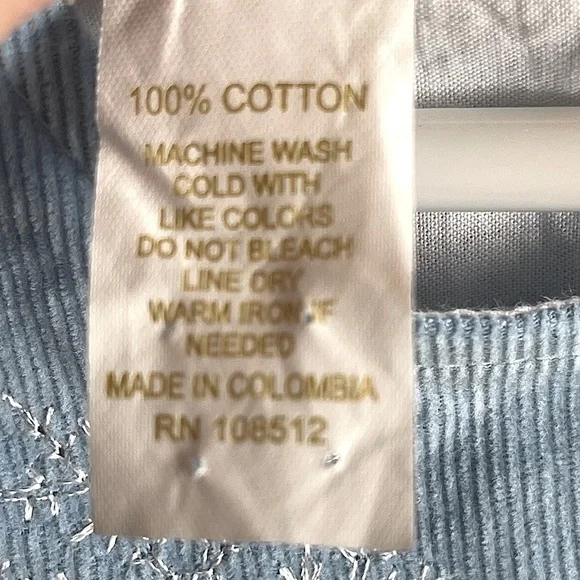 100% COTTON
MACHINE WASH
COLD WITH
LIKE COLORS
DO NOT BLEACH
LINE DRY
WARM IRON IF
NEEDED
MADE IN COLOMBIA
RN 108512